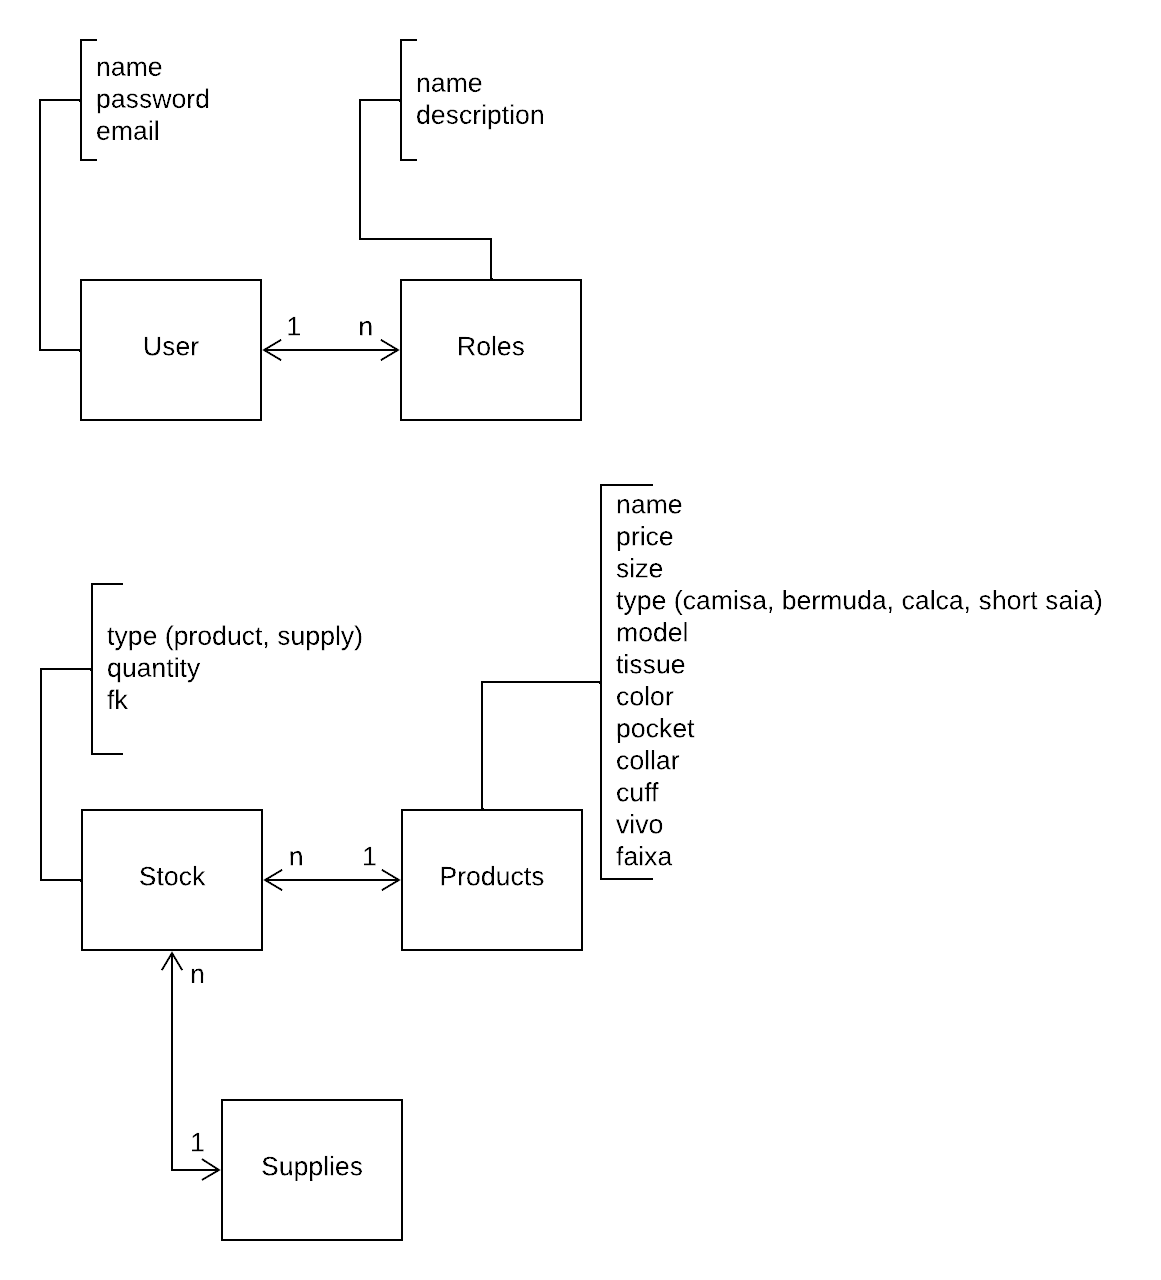 name
password
email
name
description
User
1
n
Roles
name
price
size
type (camisa, bermuda, calca, short saia)
model
tissue
color
pocket
collar
cuff
vivo
faixa
type (product, supply)
quantity
fk
Stock
n
1
Products
n
1
Supplies